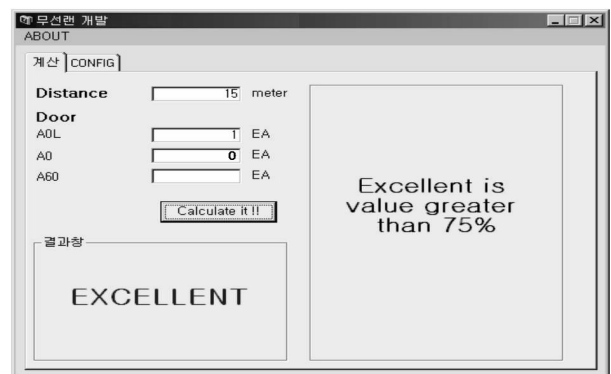 무선랜 개발
ABOUT
계산 CONFIG
Distance 15 meter
Door
A0L 1 EA
A0 0 EA
A60 EA
Calculate it !!
결과창
EXCELLENT
Excellent is
value greater
than 75%